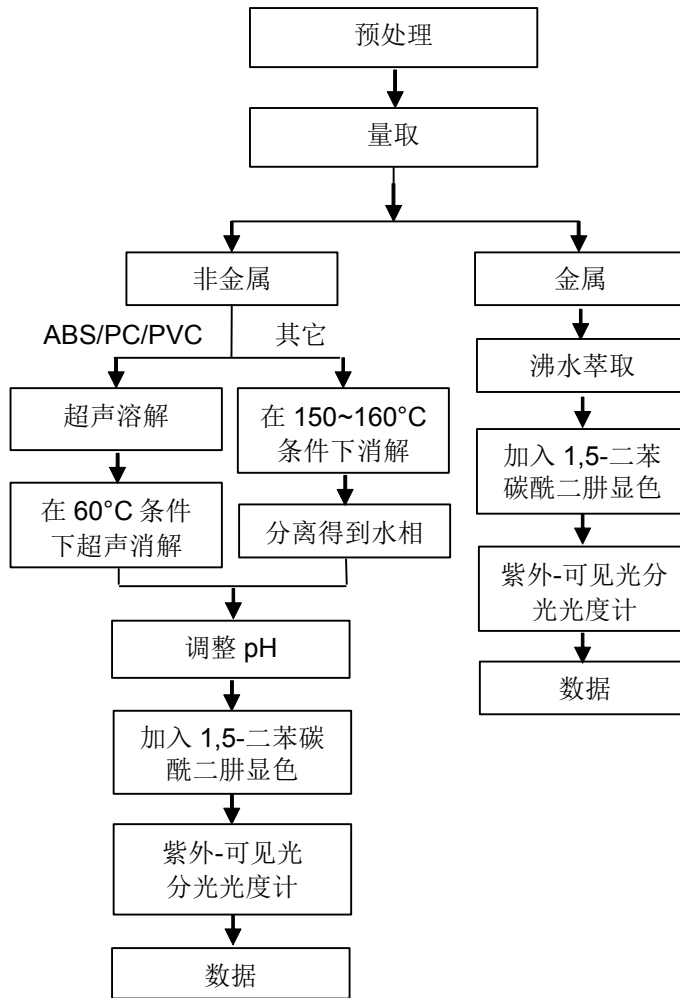 预处理
量取
非金属
金属
ABS/PC/PVC
其它
超声溶解
在 60°C 条件
下超声消解
在 150~160°C
条件下消解
分离得到水相
调整 pH
加入 1,5-二苯碳
酰二肼显色
紫外-可见光
分光光度计
数据
沸水萃取
加入 1,5-二苯
碳酰二肼显色
紫外-可见光分
光光度计
数据